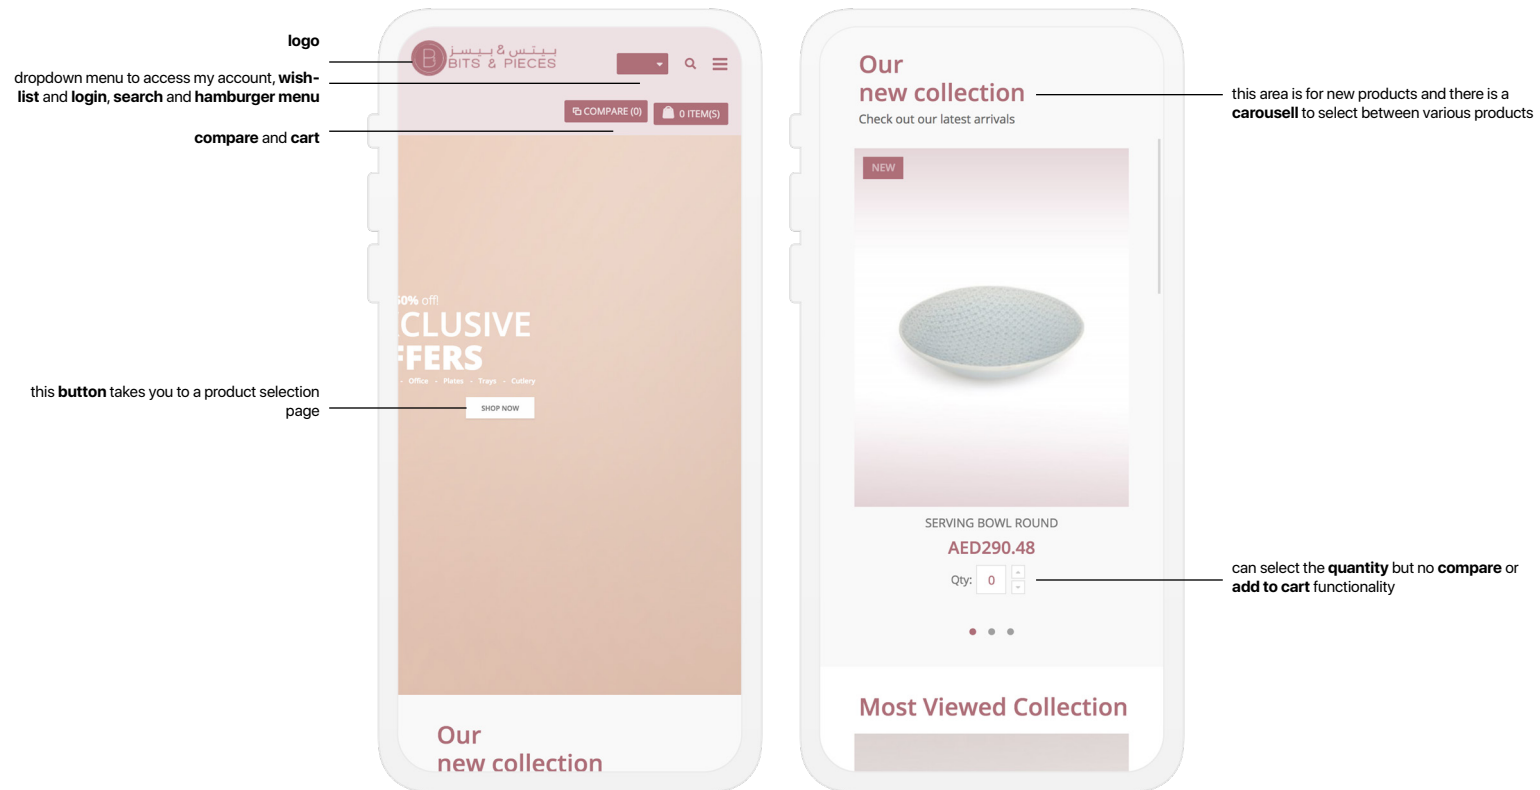 logo
dropdown menu to access my account, wish-
list and login, search and hamburger menu
compare and cart
this button takes you to a product selection
page
بيتس & بيسز
BITS & PIECES
COMPARE (0)
0 ITEM(S)
50% off!
CLUSIVE
FFERS
- Office - Plates - Trays - Cutlery
SHOP NOW
Our
new collection
Our
new collection
Check out our latest arrivals
NEW
SERVING BOWL ROUND
AED290.48
Qty: 0
Most Viewed Collection
this area is for new products and there is a
carousell to select between various products
can select the quantity but no compare or
add to cart functionality